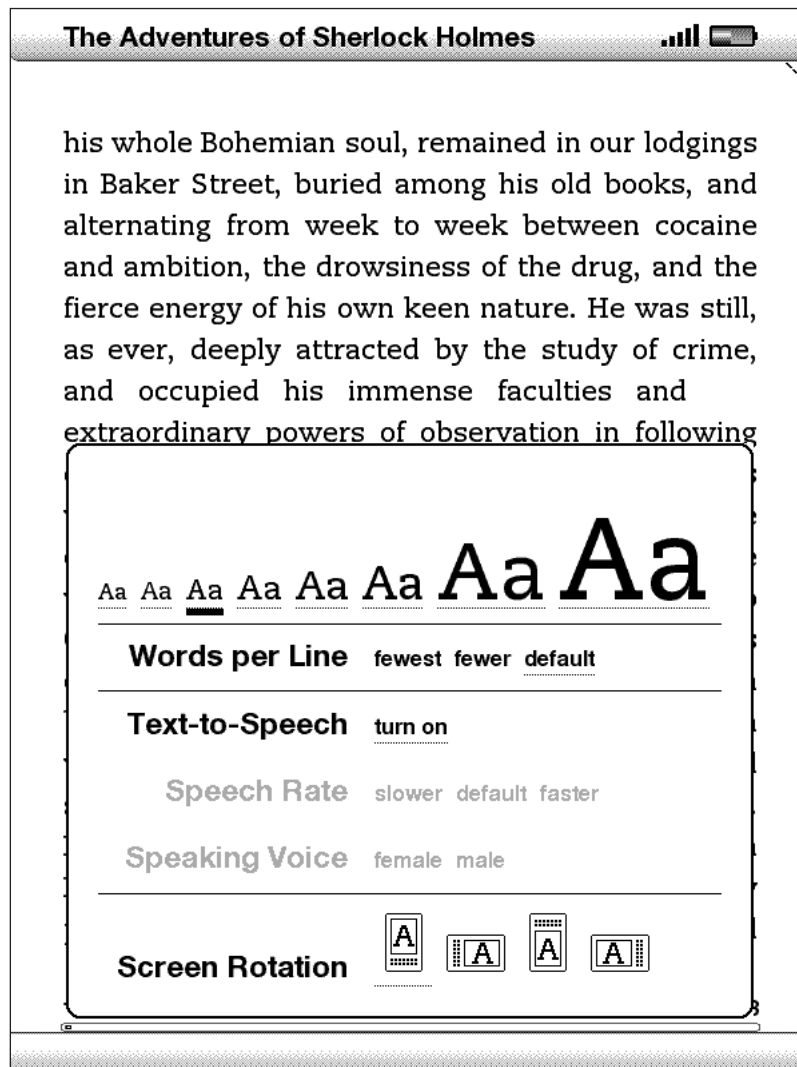 The Adventures of Sherlock Holmes
his whole Bohemian soul, remained in our lodgings
in Baker Street, buried among his old books, and
alternating from week to week between cocaine
and ambition, the drowsiness of the drug, and the
fierce energy of his own keen nature. He was still,
as ever, deeply attracted by the study of crime,
and occupied his immense faculties and
extraordinary powers of observation in following
Aa Aa Aa Aa Aa Aa Aa Aa
Words per Line fewest fewer default
Text-to-Speech turn on
Speech Rate slower default faster
Speaking Voice female male
Screen Rotation A A A A